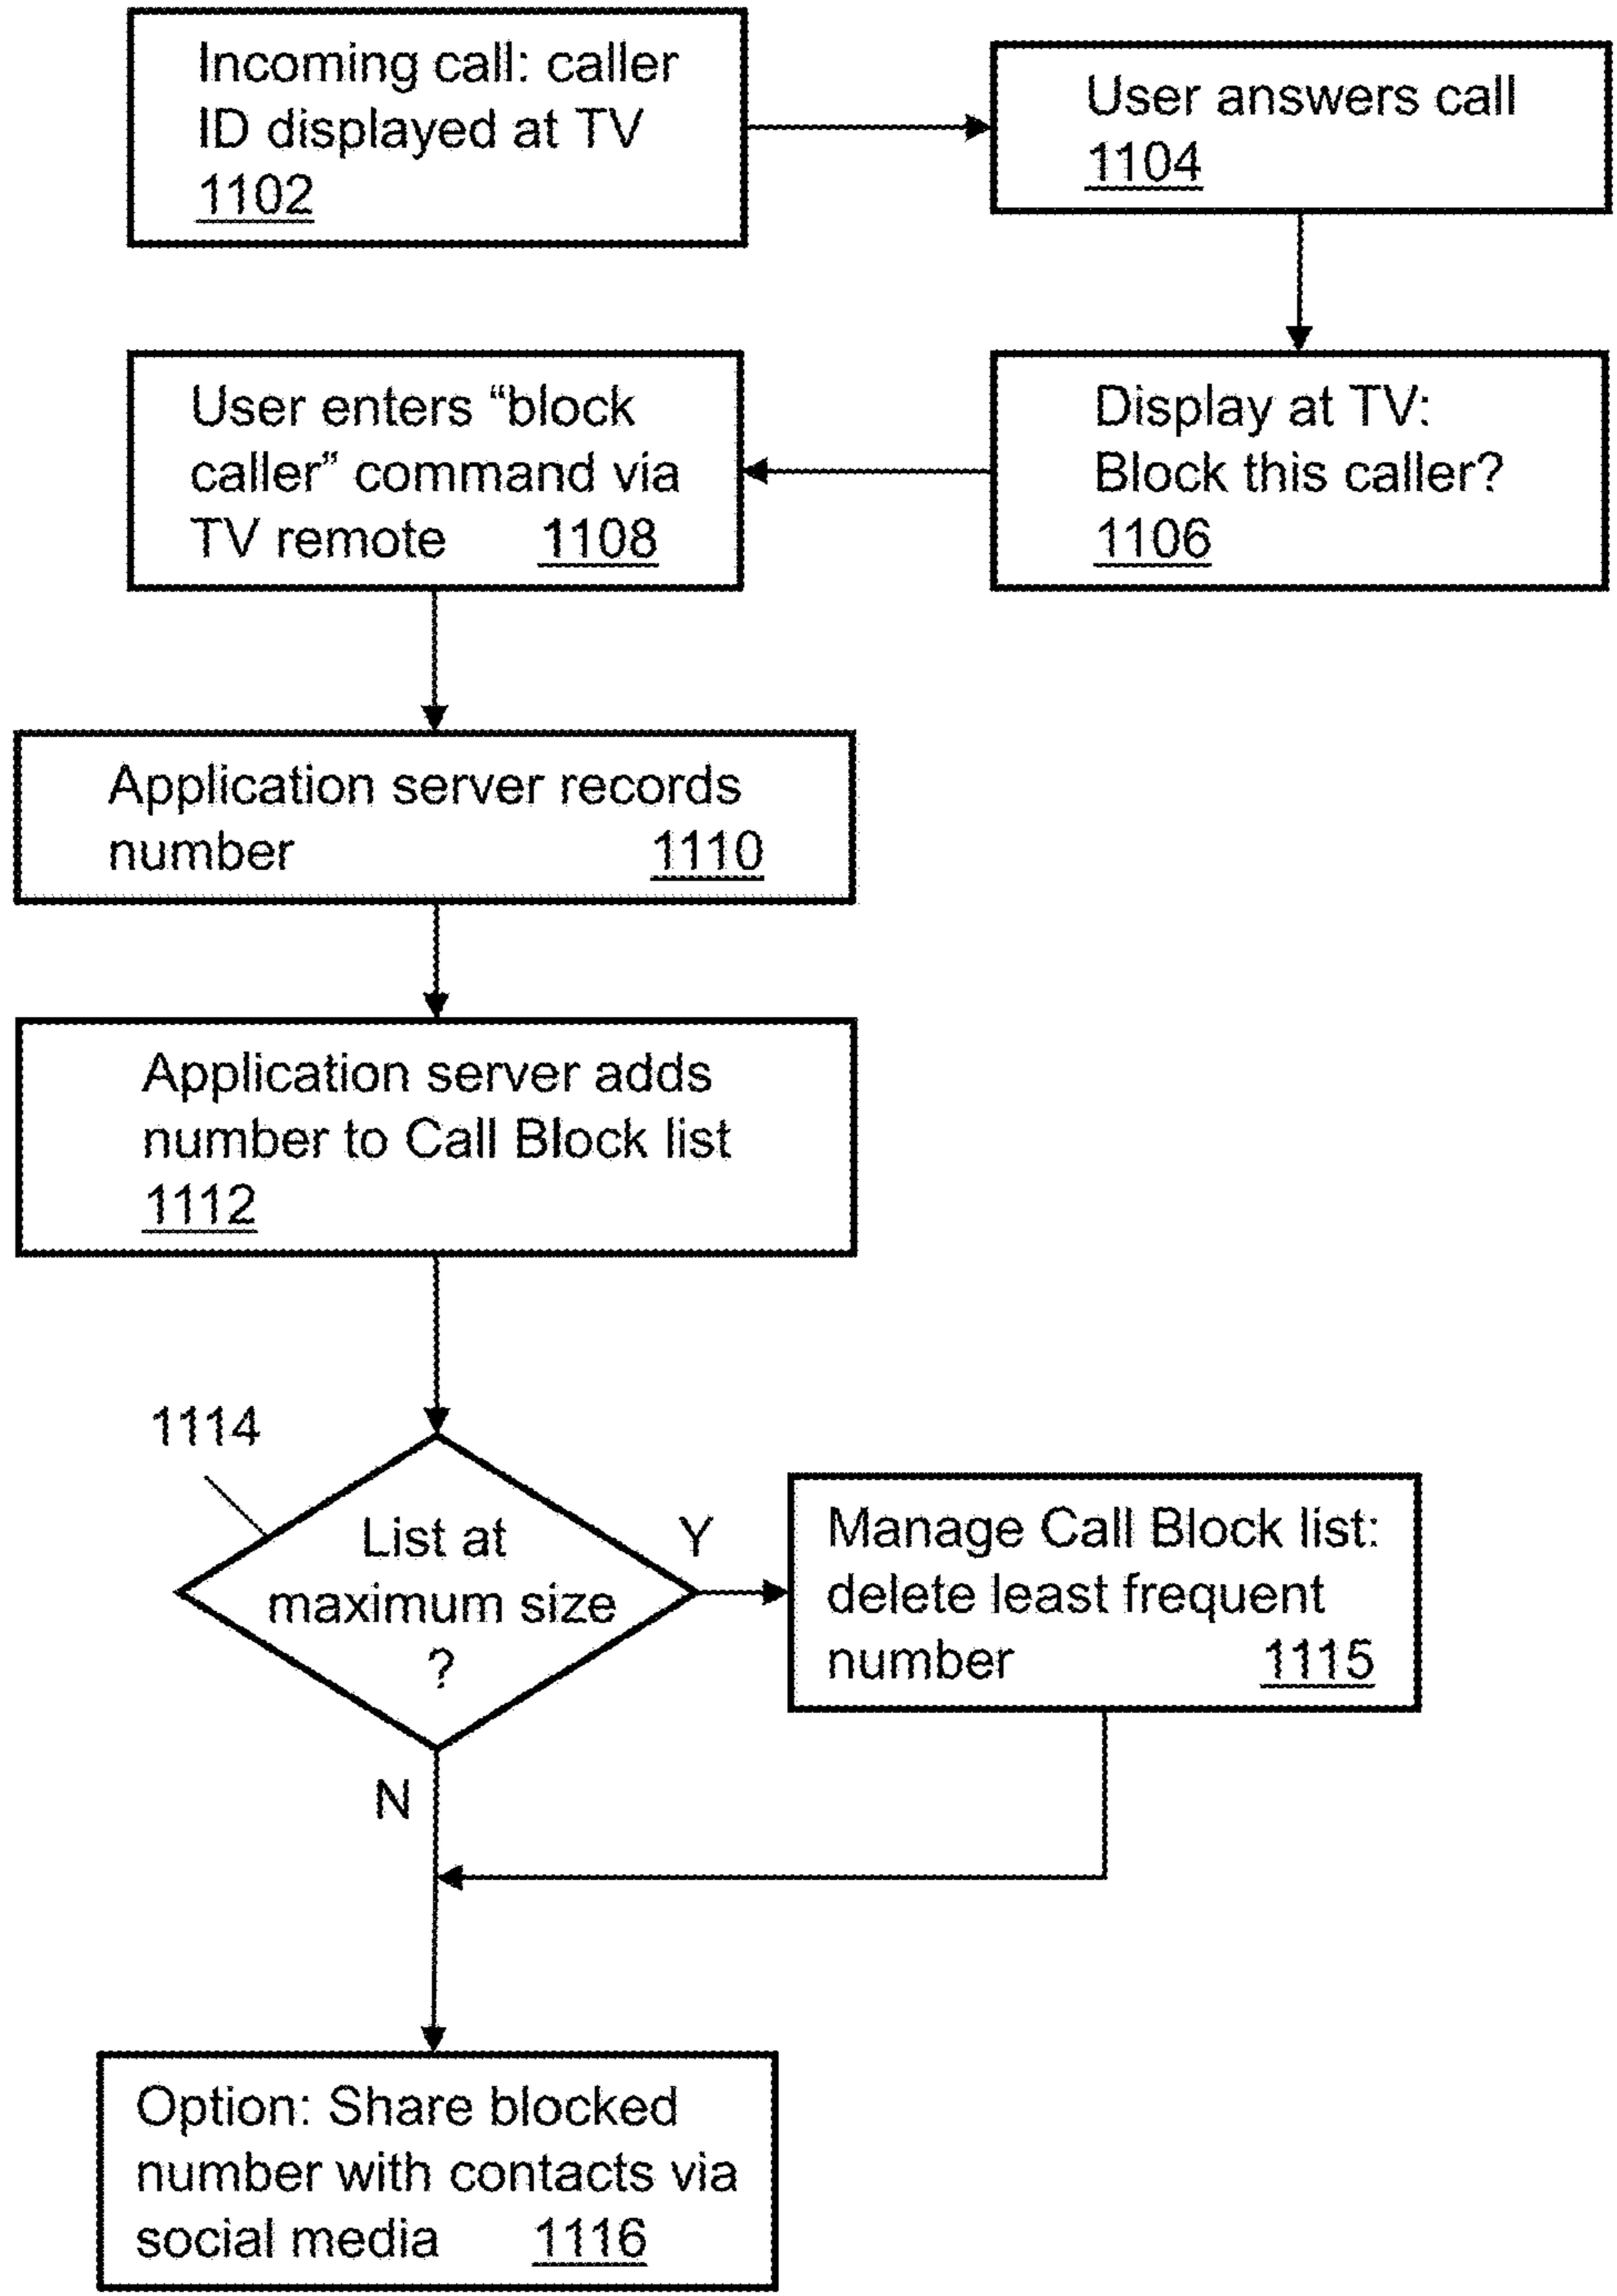 Incoming call: caller
ID displayed at TV
1102
User answers call
1104
Display at TV:
Block this caller?
1106
User enters “block
caller” command via
TV remote 1108
Application server records
number 1110
Application server adds
number to Call Block list
1112
1114
List at
maximum size
?
Y
Manage Call Block list:
delete least frequent
number 1115
N
Option: Share blocked
number with contacts via
social media 1116